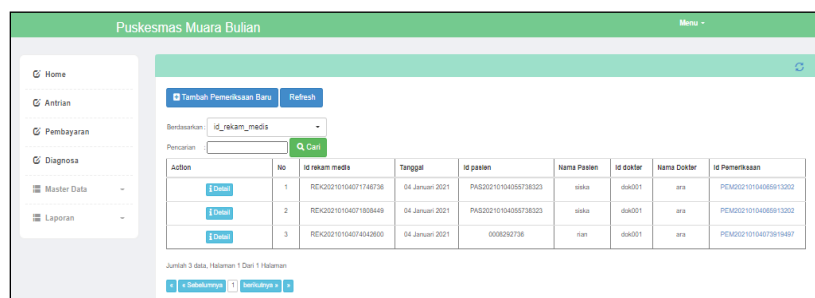 Puskesmas Muara Bulian Menu
Home
Antrian
Pembayaran
Diagnosa
Master Data
Laporan
Tambah Pemeriksaan Baru Refresh
Berdasarkan : id_rekam_medis
Pencarian : Cari
Action No Id rekam medis Tanggal Id pasien Nama Pasien Id dokter Nama Dokter Id Pemeriksaan
Detail 1 REK20210104071746736 04 Januari 2021 PAS20210104055738323 siska dok001 ara PEM20210104065913202
Detail 2 REK20210104071808449 04 Januari 2021 PAS20210104055738323 siska dok001 ara PEM20210104065913202
Detail 3 REK20210104074042600 04 Januari 2021 0008292736 rian dok001 ara PEM20210104073919497
Jumlah 3 data, Halaman 1 Dari 1 Halaman
« « Sebelumnya 1 berikutnya » »